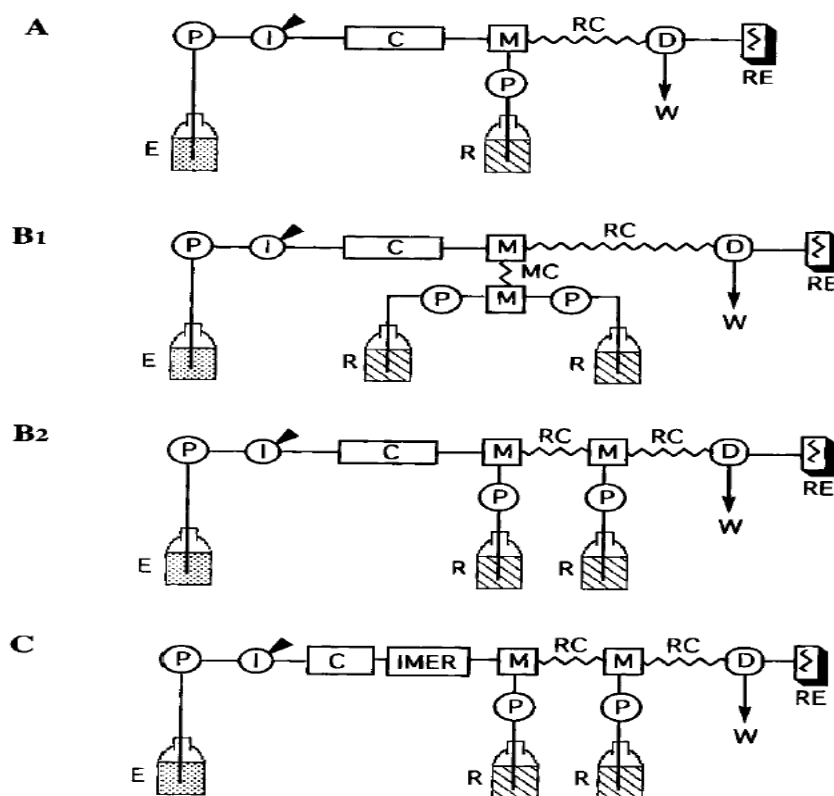 A
P I C M RC D
P RE
E R W
B1
P I C M RC D
MC RE
P M P
W
E R R
B2
P I C M RC M RC D
P P RE
W
E R R
C
P I C IMER M RC M RC D
P P RE
W
E R R